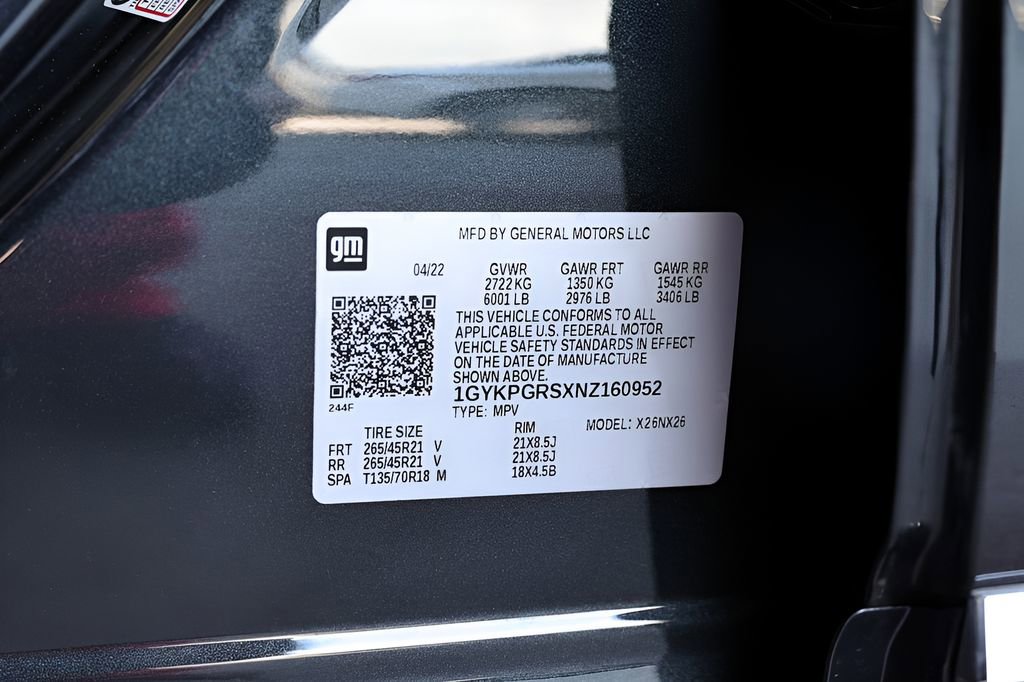 gm
MFD BY GENERAL MOTORS LLC
04/22 GVWR GAWR FRT GAWR RR
2722 KG 1350 KG 1545 KG
6001 LB 2976 LB 3406 LB
THIS VEHICLE CONFORMS TO ALL
APPLICABLE U.S. FEDERAL MOTOR
VEHICLE SAFETY STANDARDS IN EFFECT
ON THE DATE OF MANUFACTURE
SHOWN ABOVE.
1GYKPGRSXNZ160952
244F
TYPE: MPV
MODEL: X26NX26
TIRE SIZE RIM
FRT 265/45R21 V 21X8.5J
RR 265/45R21 V 21X8.5J
SPA T135/70R18 M 18X4.5B